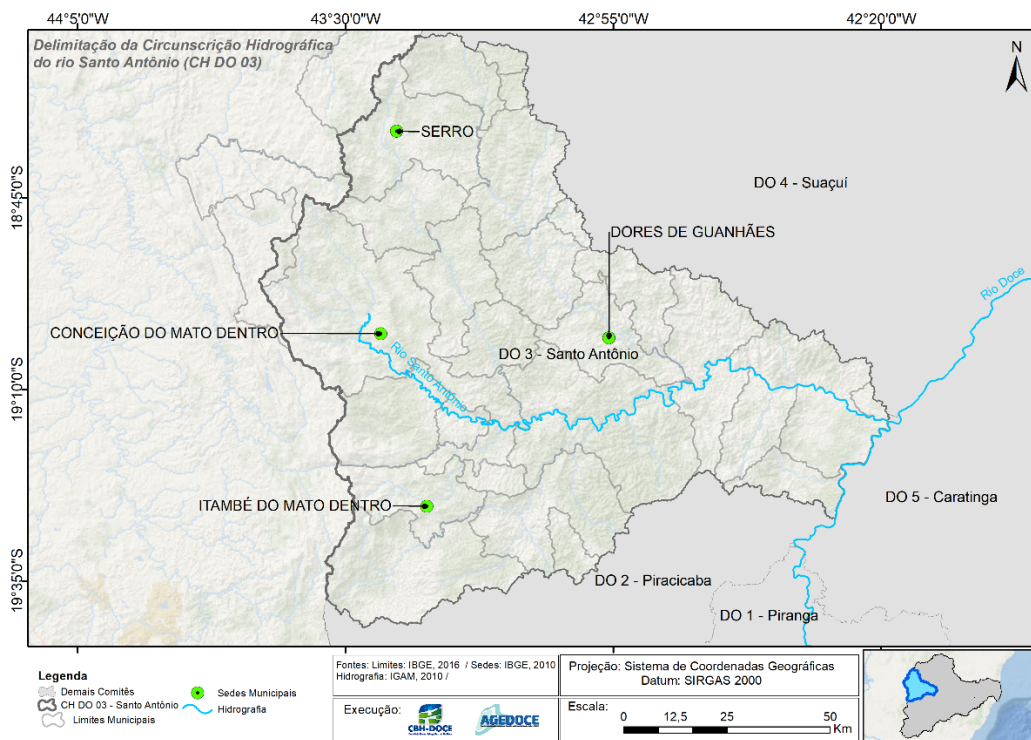 44°5'0"W
43°30'0"W
42°55'0"W
42°20'0"W
Delimitação da Circunscrição Hidrográfica
do rio Santo Antônio (CH DO 03)
N
SERRO
DO 4 - Suaçuí
18°45'0"S
DORES DE GUANHÃES
Rio Doce
CONCEIÇÃO DO MATO DENTRO
DO 3 - Santo Antônio
Rio Santo Antônio
19°10'0"S
DO 5 - Caratinga
ITAMBÉ DO MATO DENTRO
19°35'0"S
DO 2 - Piracicaba
DO 1 - Piranga
Legenda
Demais Comitês
CH DO 03 - Santo Antônio
Limites Municipais
Sedes Municipais
Hidrografia
Fontes: Limites: IBGE, 2016 / Sedes: IBGE, 2010
Hidrografia: IGAM, 2010 /
Execução:
CBH-DOCE
AGEDOCE
Projeção: Sistema de Coordenadas Geográficas
Datum: SIRGAS 2000
Escala:
0 12,5 25 50
Km